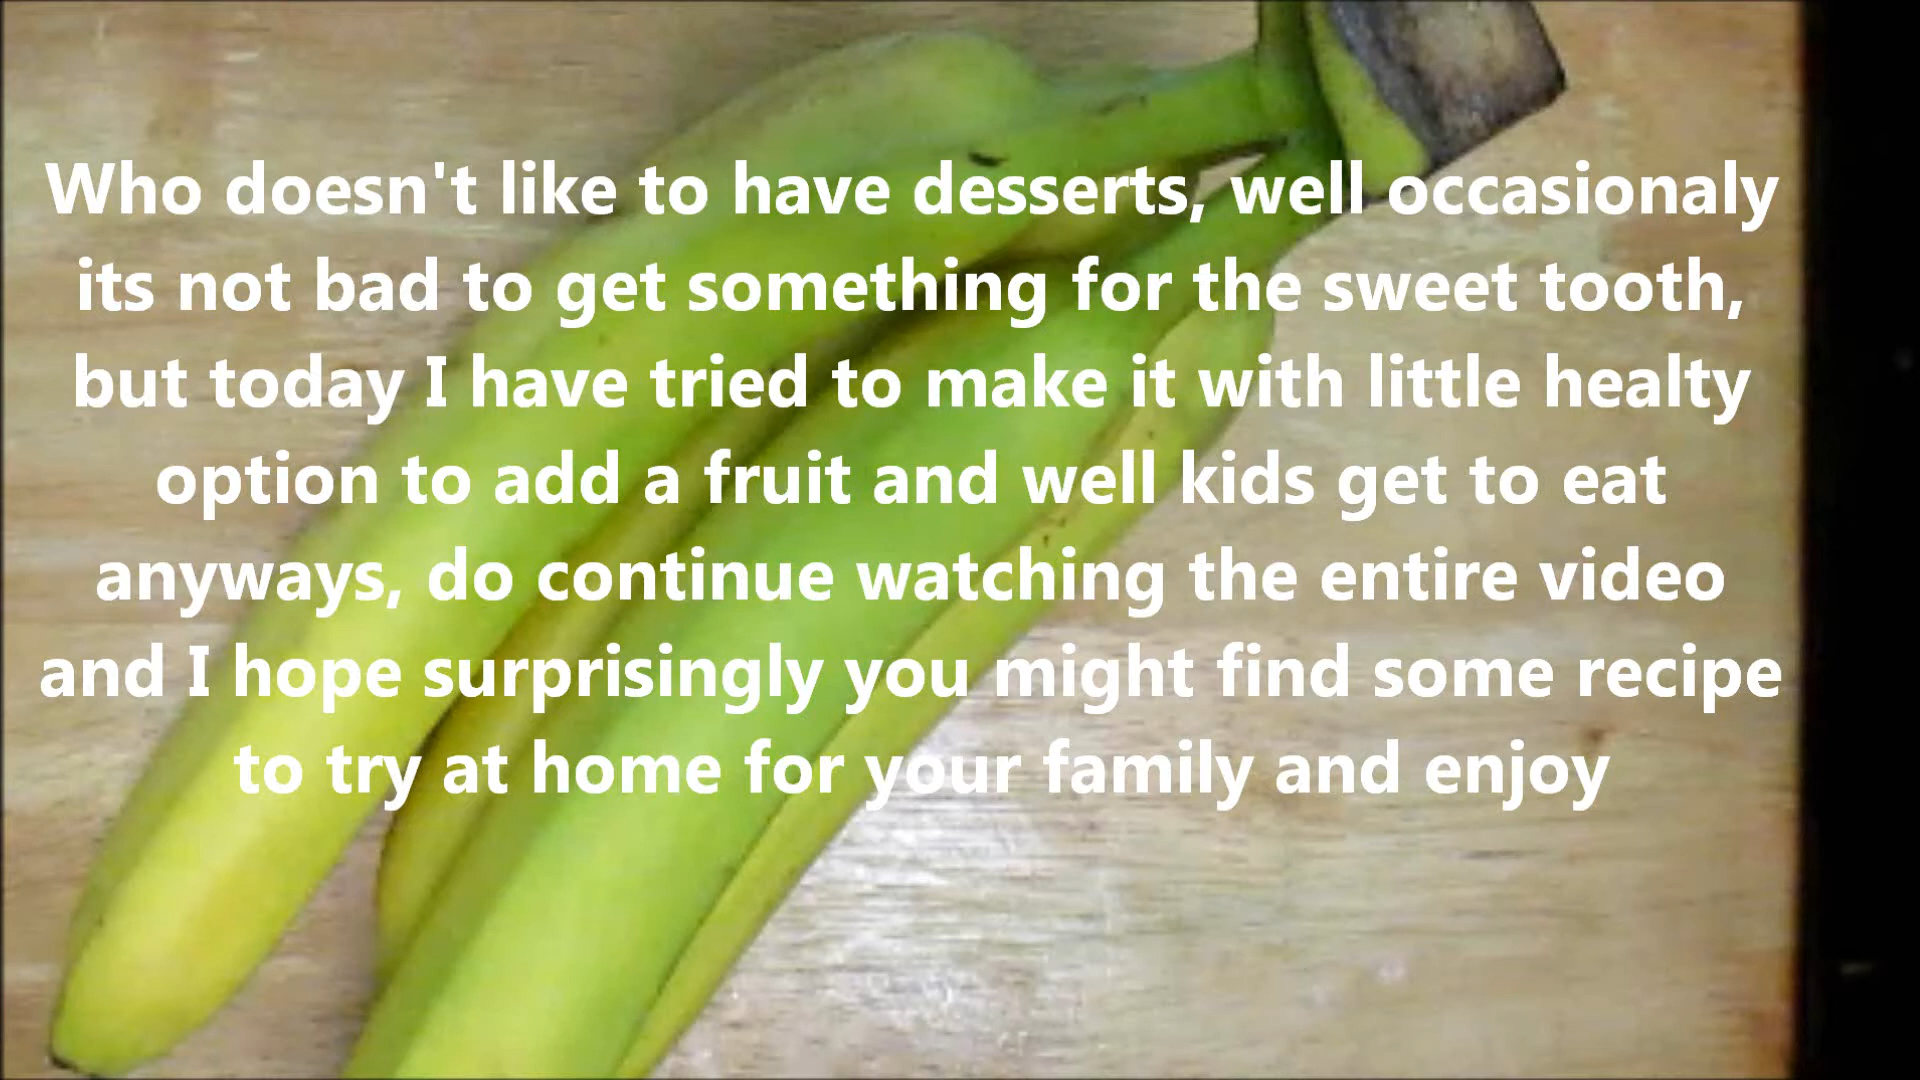 Who doesn't like to have desserts, well occasionaly
its not bad to get something for the sweet tooth,
but today I have tried to make it with little healty
option to add a fruit and well kids get to eat
anyways, do continue watching the entire video
and I hope surprisingly you might find some recipe
to try at home for your family and enjoy